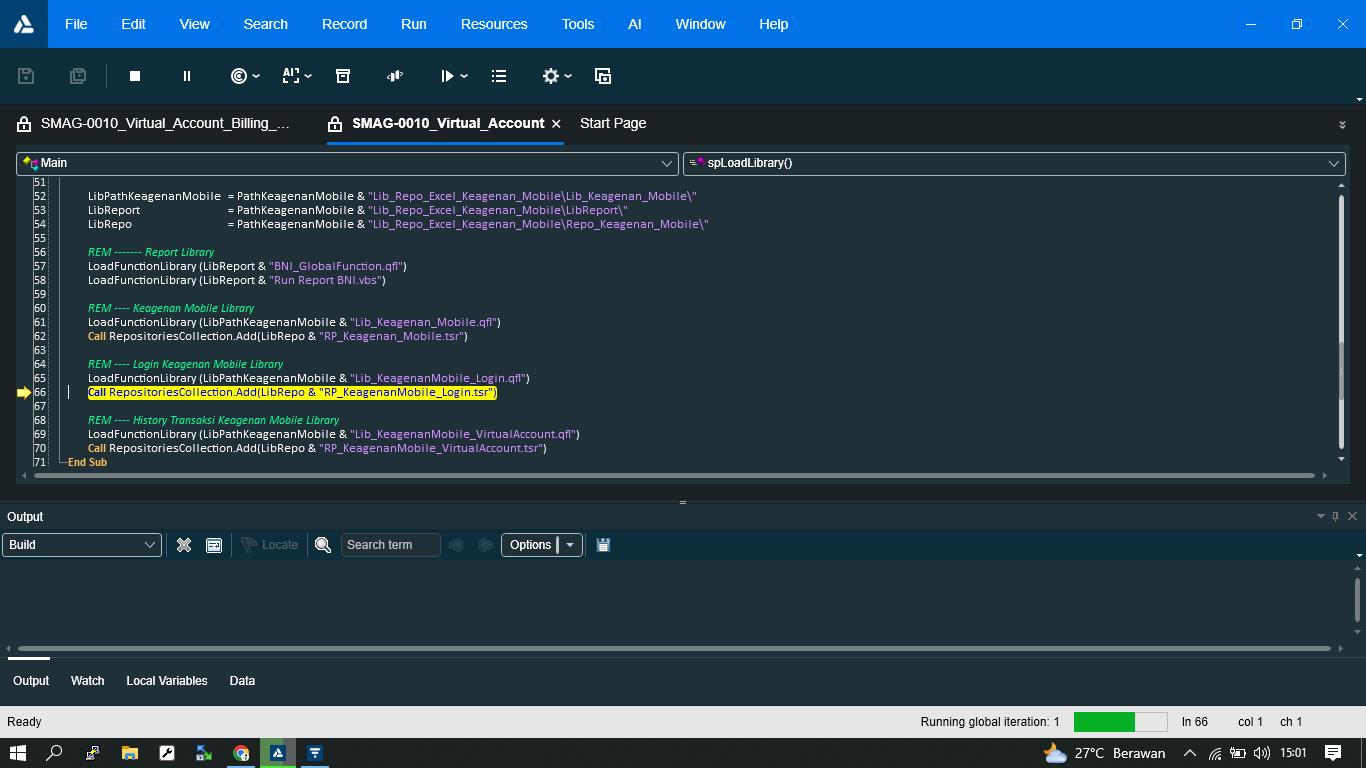 File Edit View Search Record Run Resources Tools AI Window Help
SMAG-0010_Virtual_Account_Billing_... SMAG-0010_Virtual_Account Start Page
Main spLoadLibrary()
51
52 LibPathKeagenanMobile = PathKeagenanMobile & "Lib_Repo_Excel_Keagenan_Mobile\Lib_Keagenan_Mobile\"
53 LibReport = PathKeagenanMobile & "Lib_Repo_Excel_Keagenan_Mobile\LibReport\"
54 LibRepo = PathKeagenanMobile & "Lib_Repo_Excel_Keagenan_Mobile\Repo_Keagenan_Mobile\"
55
56 REM ------- Report Library
57 LoadFunctionLibrary (LibReport & "BNI_GlobalFunction.qfl")
58 LoadFunctionLibrary (LibReport & "Run Report BNI.vbs")
59
60 REM ---- Keagenan Mobile Library
61 LoadFunctionLibrary (LibPathKeagenanMobile & "Lib_Keagenan_Mobile.qfl")
62 Call RepositoriesCollection.Add(LibRepo & "RP_Keagenan_Mobile.tsr")
63
64 REM ---- Login Keagenan Mobile Library
65 LoadFunctionLibrary (LibPathKeagenanMobile & "Lib_KeagenanMobile_Login.qfl")
66 Call RepositoriesCollection.Add(LibRepo & "RP_KeagenanMobile_Login.tsr")
67
68 REM ---- History Transaksi Keagenan Mobile Library
69 LoadFunctionLibrary (LibPathKeagenanMobile & "Lib_KeagenanMobile_VirtualAccount.qfl")
70 Call RepositoriesCollection.Add(LibRepo & "RP_KeagenanMobile_VirtualAccount.tsr")
71 End Sub
Output
Build Locate Search term Options
Output Watch Local Variables Data
Ready Running global iteration: 1 ln 66 col 1 ch 1
27°C Berawan 15:01